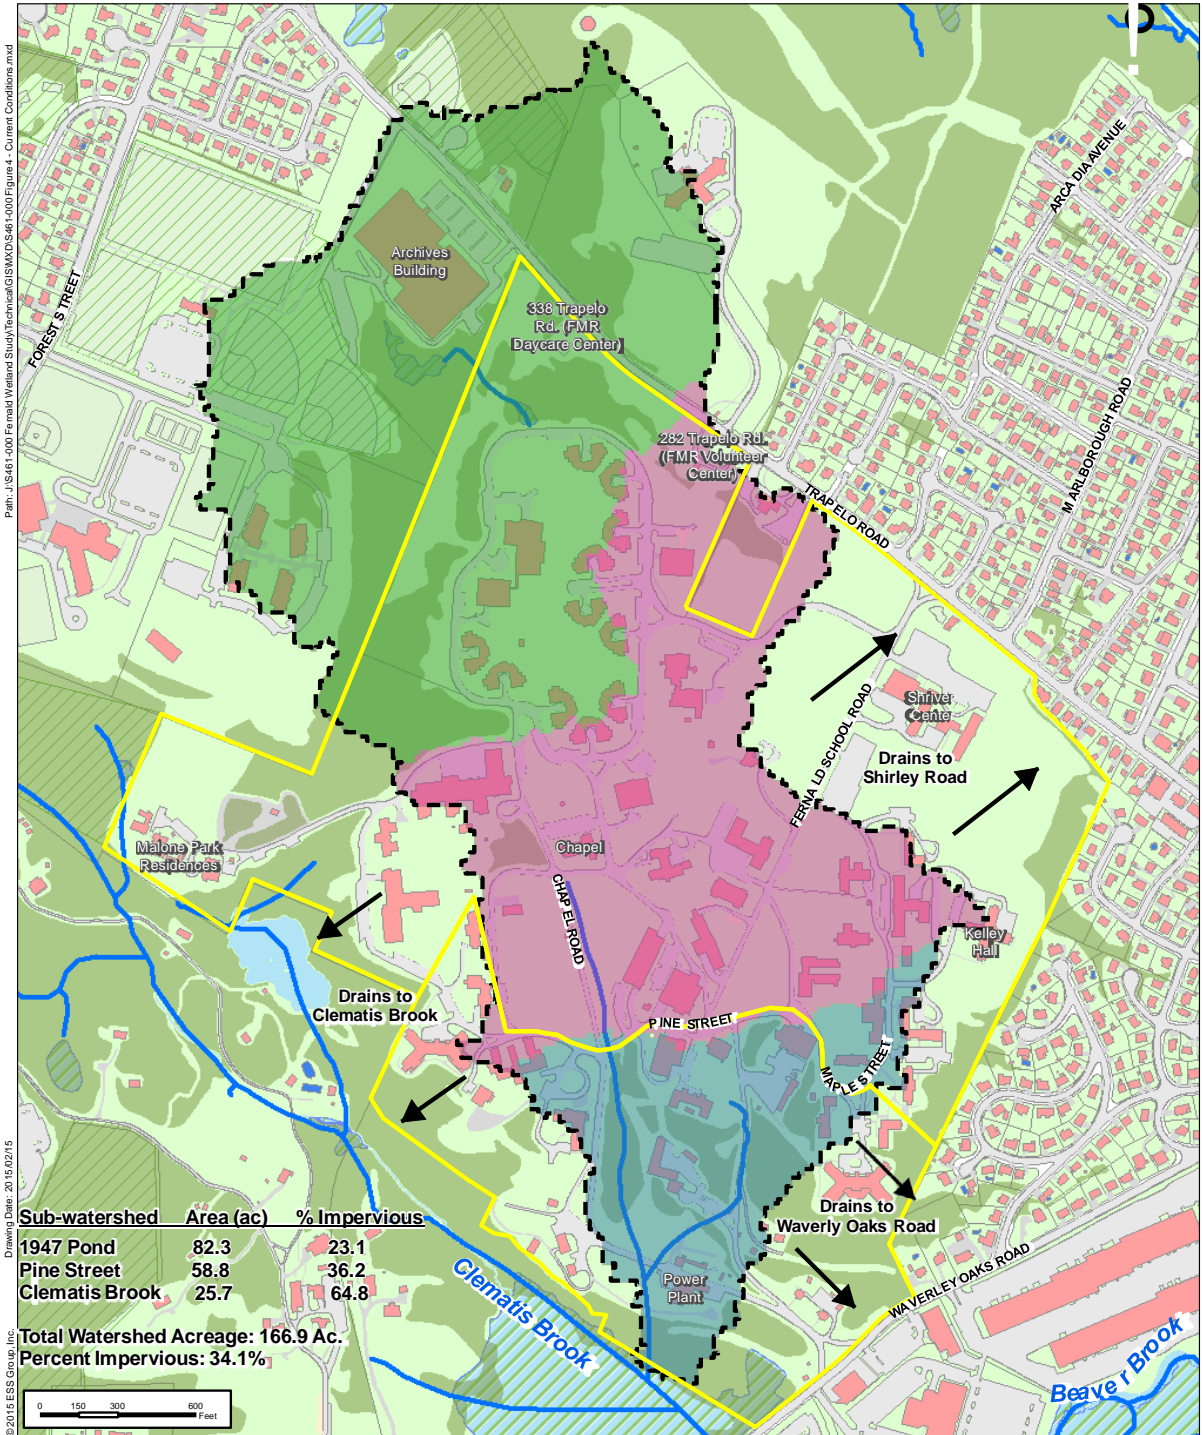 Path: J:\S461-000 Fernald Wetland Study\Technical\GIS\MXD\S461-000 Figure 4 - Current Conditions.mxd
Drawing Date: 2015/02/15
© 2015 ESS Group, Inc.
FOREST STREET
ARCADIA AVENUE
MARLBOROUGH ROAD
Archives
Building
338 Trapelo
Rd. (FMR
Daycare Center)
282 Trapelo Rd.
(FMR Volunteer
Center)
TRAPELO ROAD
Shriver
Cente
FERNALD SCHOOL ROAD
Drains to
Shirley Road
Malone Park
Residences
Chapel
CHAPEL ROAD
Kelley
Hall
Drains to
Clematis Brook
PINE STREET
MAPLE STREET
Drains to
Waverly Oaks Road
WAVERLEY OAKS ROAD
Power
Plant
Clematis Brook
Beaver Brook
Sub-watershed Area (ac) % Impervious
1947 Pond 82.3 23.1
Pine Street 58.8 36.2
Clematis Brook 25.7 64.8
Total Watershed Acreage: 166.9 Ac.
Percent Impervious: 34.1%
0 150 300 600
Feet